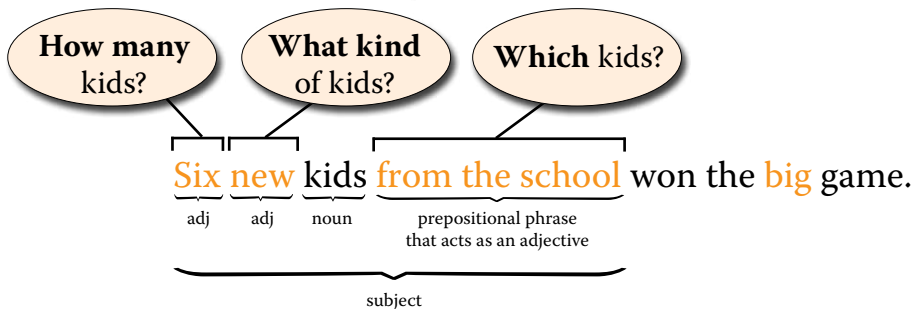 How many
kids?
What kind
of kids?
Which kids?
Six new kids from the school won the big game.
adj
adj
noun
prepositional phrase
that acts as an adjective
subject